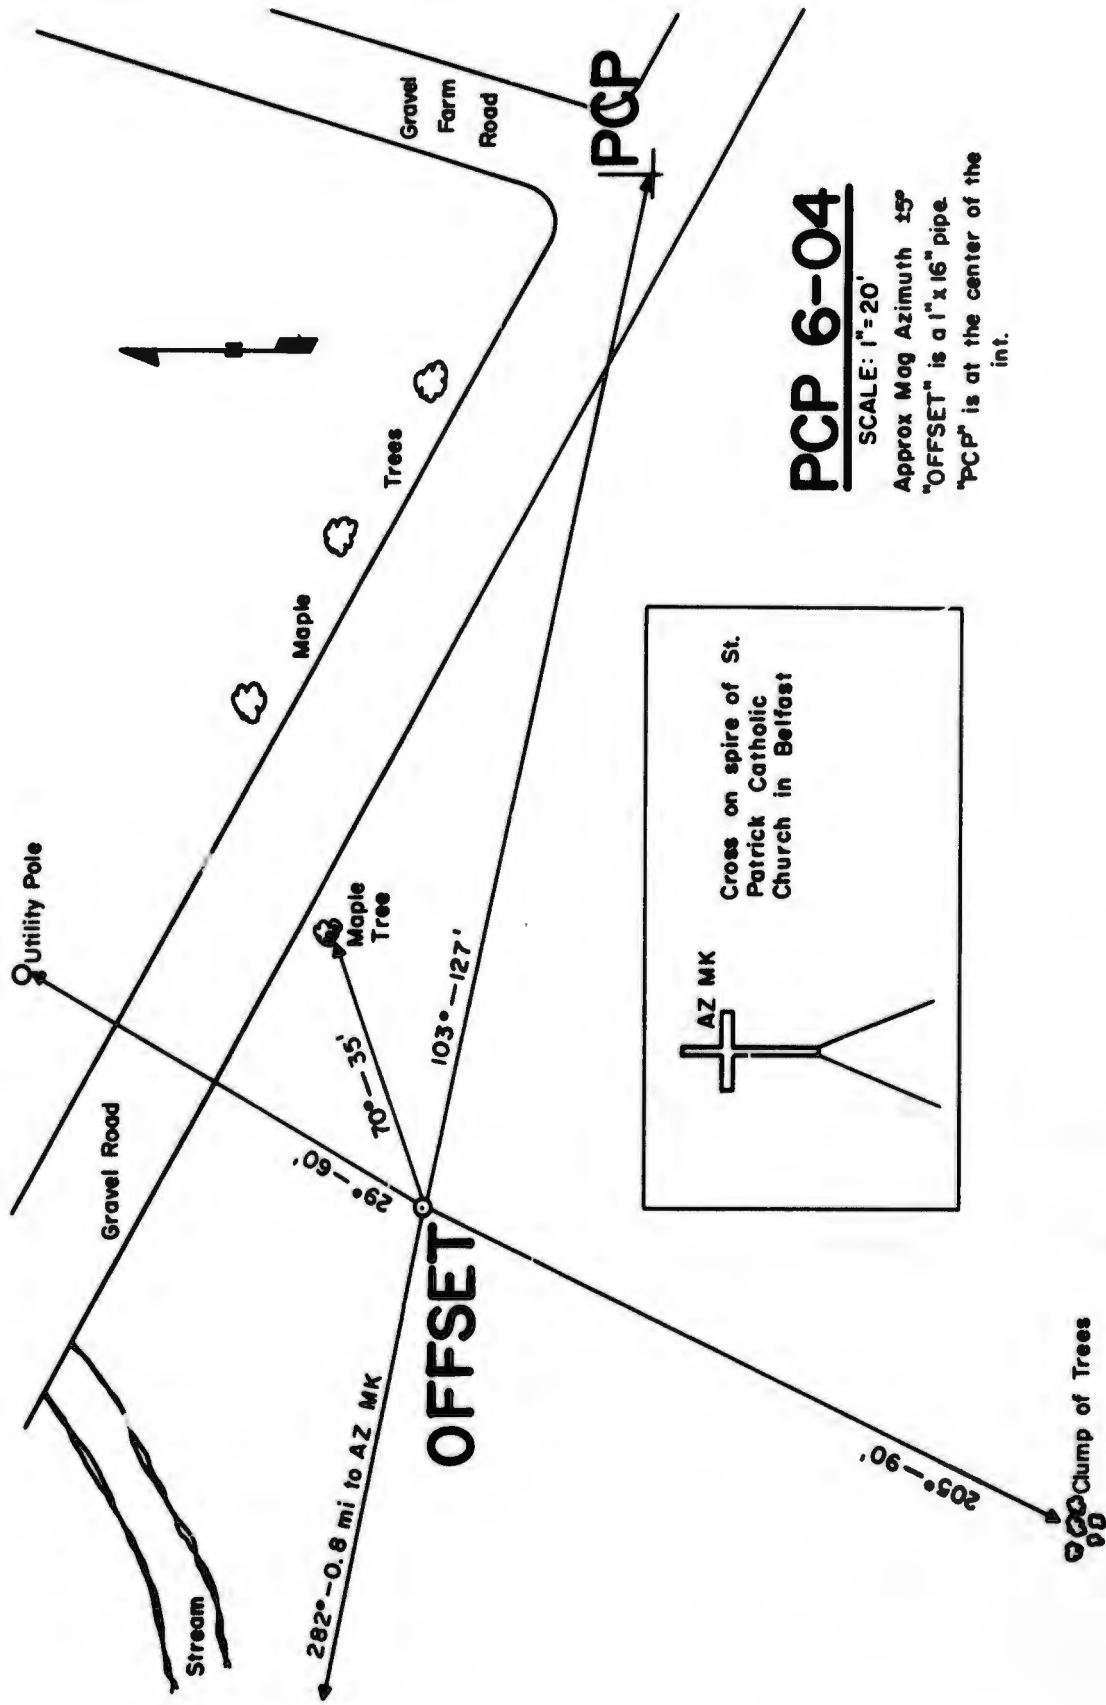 Utility Pole
Gravel
Farm
Road
PCP
Trees
Maple
Gravel Road
Maple
Tree
29°—60'
70°—35'
103°—127'
OFFSET
282°—0.8 mi to AZ MK
Stream
205°—90'
Clump of Trees
AZ MK
Cross on spire of St.
Patrick Catholic
Church in Belfast
PCP 6-04
SCALE: 1"=20'
Approx Mag Azimuth ±5°
"OFFSET" is a 1" x 16" pipe
"PCP" is at the center of the
int.